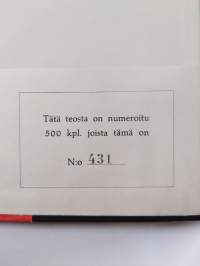 Tätä teosta on numeroitu
500 kpl. joista tämä on
N:o 431